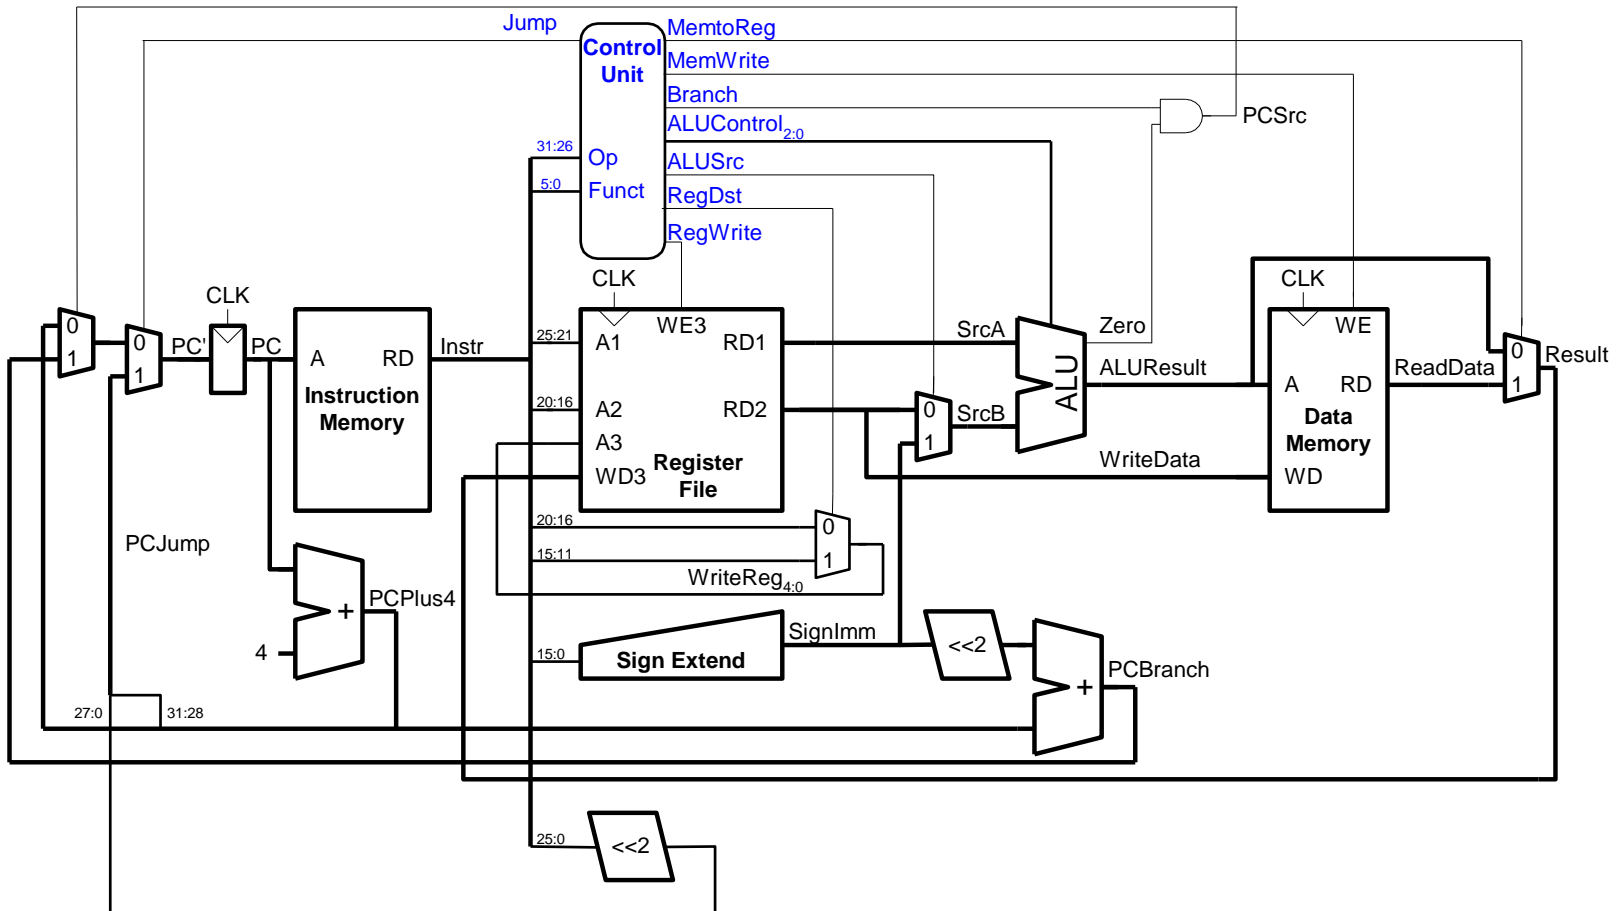 Jump
MemtoReg
Control
Unit
MemWrite
Branch
PCSrc
ALUControl2:0
31:26
Op
ALUSrc
5:0
Funct
RegDst
RegWrite
CLK
CLK
CLK
0
1
0
1
PC'
PC
A
RD
Instruction
Memory
Instr
25:21
A1
WE3
RD1
20:16
A2
RD2
A3
WD3
Register
File
SrcA
0
1
SrcB
ALU
Zero
ALUResult
WriteData
WE
A
RD
Data
Memory
WD
ReadData
0
1
Result
20:16
0
15:11
1
WriteReg4:0
PCJump
PCPlus4
+
4
15:0
Sign Extend
SignImm
<<2
+
PCBranch
27:0
31:28
25:0
<<2